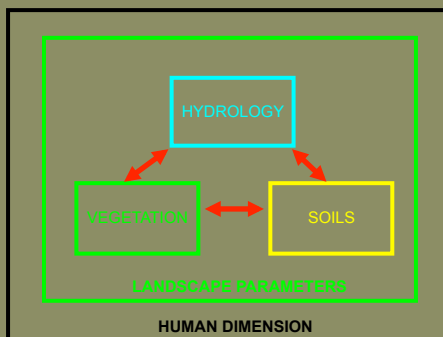 HYDROLOGY
VEGETATION
SOILS
LANDSCAPE PARAMETERS
HUMAN DIMENSION